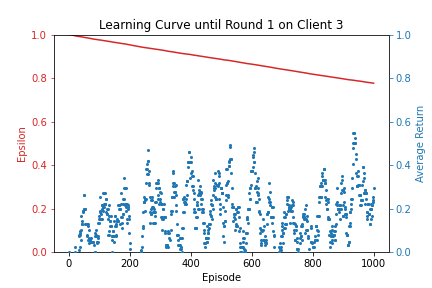 Learning Curve until Round 1 on Client 3
1.0 1.0
0.8 0.8
0.6 0.6
0.4 0.4
0.2 0.2
0.0 0.0
Epsilon
Average Return
0 200 400 600 800 1000
Episode